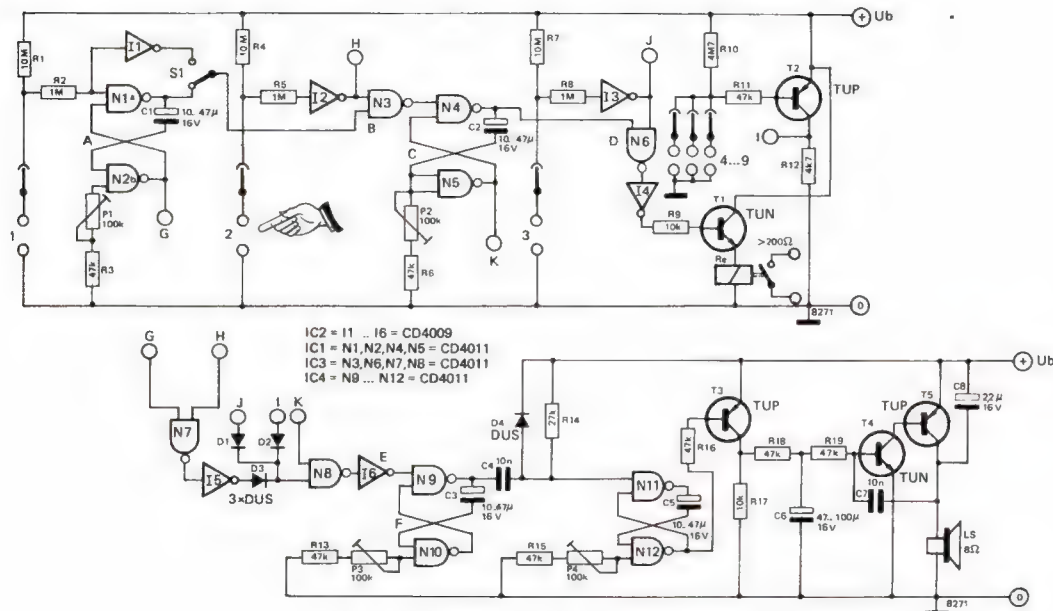 + Ub
10M
R1
R2
1M
I1
S1
N1a
C1
10..47µ
16V
A
N2b
P1
100k
1
47k
R3
G
10M
R4
R5
1M
I2
H
N3
B
2
N4
C2
10..47µ
16V
C
N5
P2
100k
47k
R6
K
10M
R7
R8
1M
I3
J
D
N6
I4
3
4M7
R10
R11
47k
4...9
T2
TUP
I
R12
4k7
R9
10k
T1
TUN
Re
>200Ω
0
8271
IC2 = I1 ... I6 = CD4009
IC1 = N1,N2,N4,N5 = CD4011
IC3 = N3,N6,N7,N8 = CD4011
IC4 = N9 ... N12 = CD4011
G
H
N7
I5
J
D1
I
D2
K
D3
3xDUS
N8
E
I6
N9
C3
10..47µ
16V
F
N10
R13
47k
P3
100k
C4
10n
D4
DUS
27k
R14
N11
C5
10..47µ
16V
N12
R15
47k
P4
100k
47k
R16
T3
TUP
10k
R17
R18
47k
R19
47k
C6
47..100µ
16V
T4
TUN
C7
10n
TUP
T5
C8
22µ
16V
LS
8Ω
+ Ub
0
8271